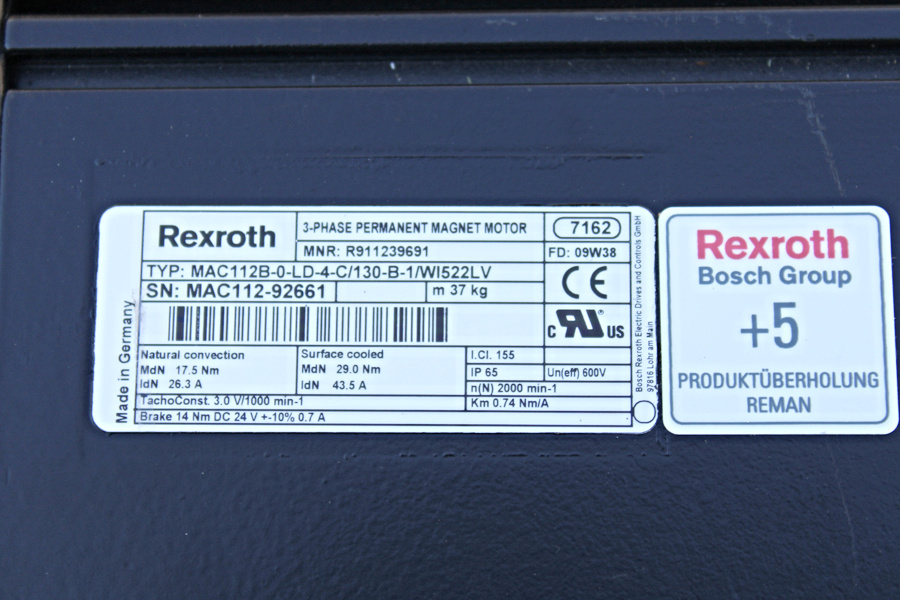 Rexroth
3-PHASE PERMANENT MAGNET MOTOR
7162
MNR: R911239691
FD: 09W38
TYP: MAC112B-0-LD-4-C/130-B-1/WI522LV
SN: MAC112-92661
m 37 kg
CE
c RU US
Natural convection
MdN 17.5 Nm
IdN 26.3 A
Surface cooled
MdN 29.0 Nm
IdN 43.5 A
I.Cl. 155
IP 65
Un(eff) 600V
n(N) 2000 min-1
TachoConst. 3.0 V/1000 min-1
Km 0.74 Nm/A
Brake 14 Nm DC 24 V +-10% 0.7 A
Made in Germany
Bosch Rexroth Electric Drives and Controls GmbH
97816 Lohr am Main
Rexroth
Bosch Group
+5
PRODUKTÜBERHOLUNG
REMAN